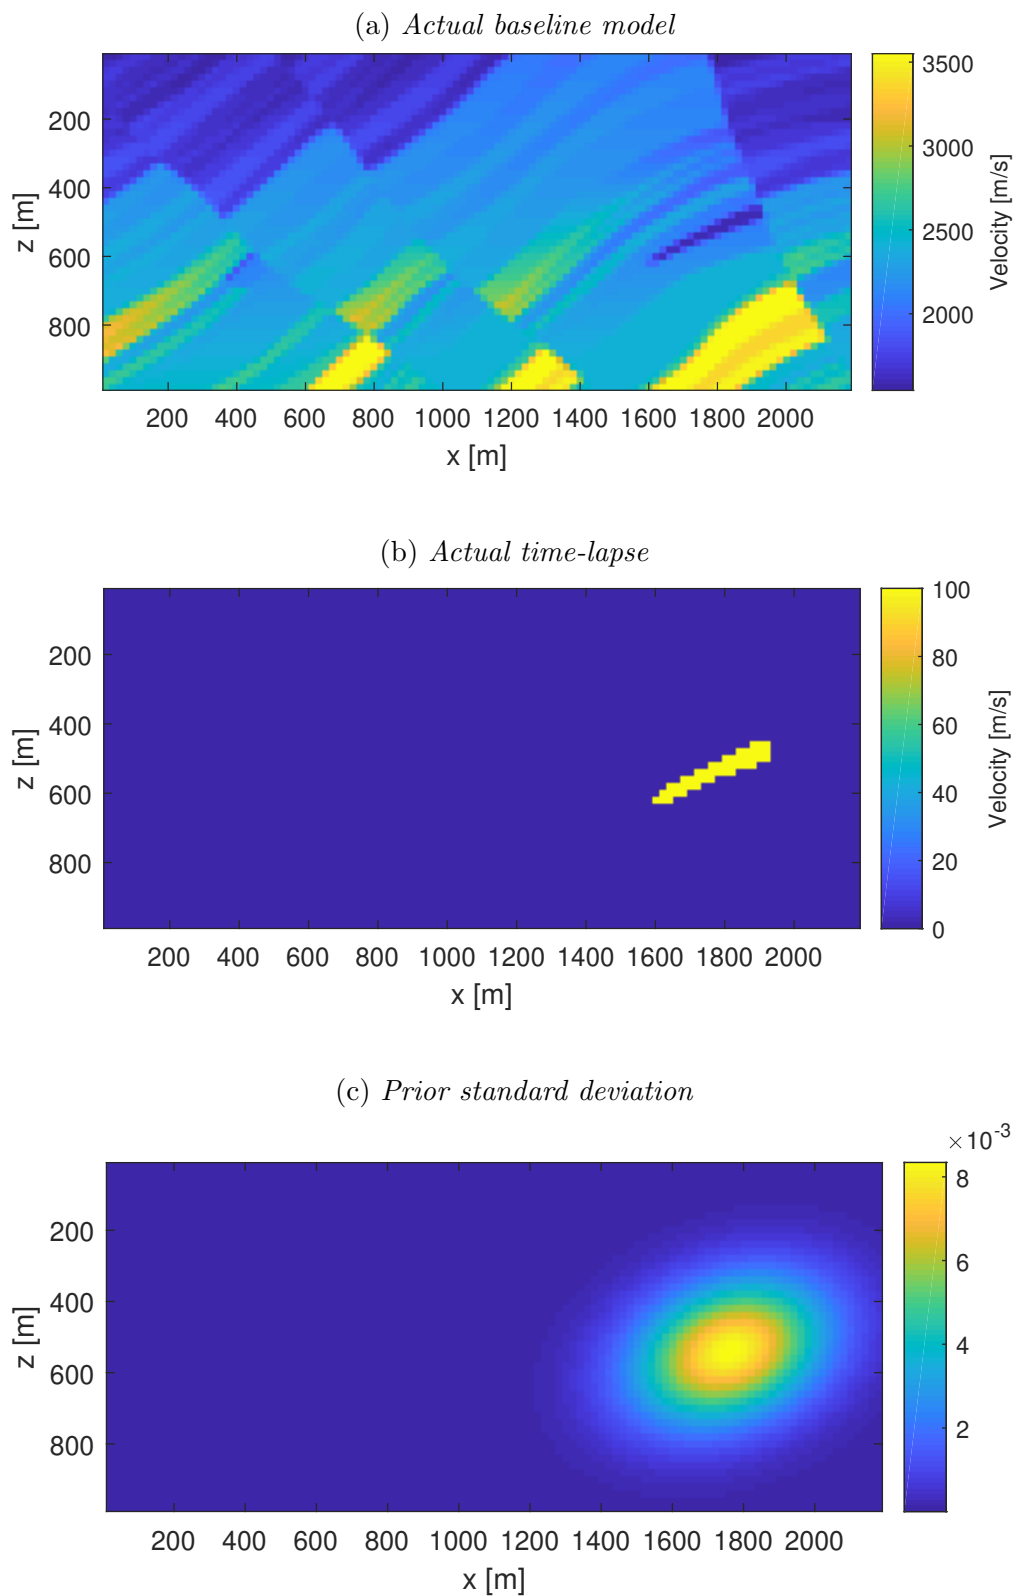 (a) Actual baseline model
200
400
600
800
z [m]
200 400 600 800 1000 1200 1400 1600 1800 2000
x [m]
3500
3000
2500
2000
Velocity [m/s]
(b) Actual time-lapse
200
400
600
800
z [m]
200 400 600 800 1000 1200 1400 1600 1800 2000
x [m]
100
80
60
40
20
0
Velocity [m/s]
(c) Prior standard deviation
×10⁻³
200
400
600
800
z [m]
200 400 600 800 1000 1200 1400 1600 1800 2000
x [m]
8
6
4
2